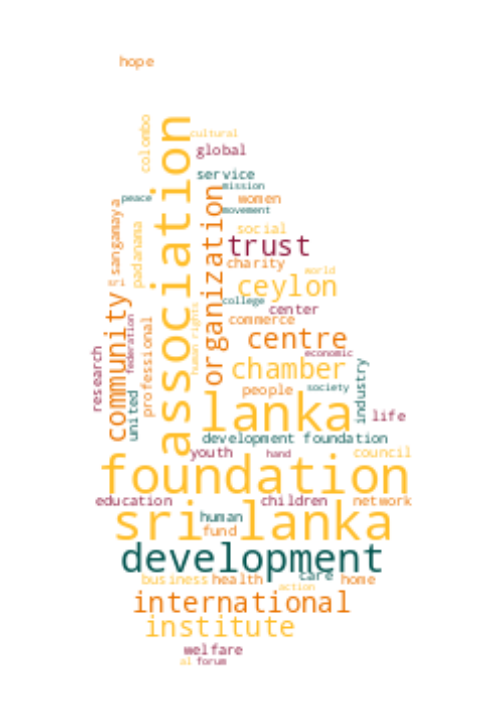 hope
colombo
association
cultural
global
service
mission
women
peace
organization
movement
sangamaya
padanama
social
trust
charity
world
ceylon
college
center
community
human rights
professional
federation
commerce
centre
economic
research
chamber
industry
people
society
united
lanka
life
development foundation
youth
hand
council
foundation
education
children
network
sri lanka
human
fund
development
business
health
care
home
action
international
institute
welfare
al
forum